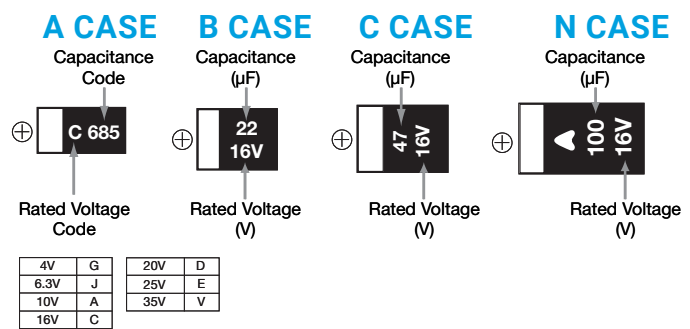 A CASE
Capacitance
Code
C 685
Rated Voltage
Code
B CASE
Capacitance
(µF)
22
16V
Rated Voltage
(V)
C CASE
Capacitance
(µF)
47
16V
Rated Voltage
(V)
N CASE
Capacitance
(µF)
100
16V
Rated Voltage
(V)
4V G
6.3V J
10V A
16V C
20V D
25V E
35V V